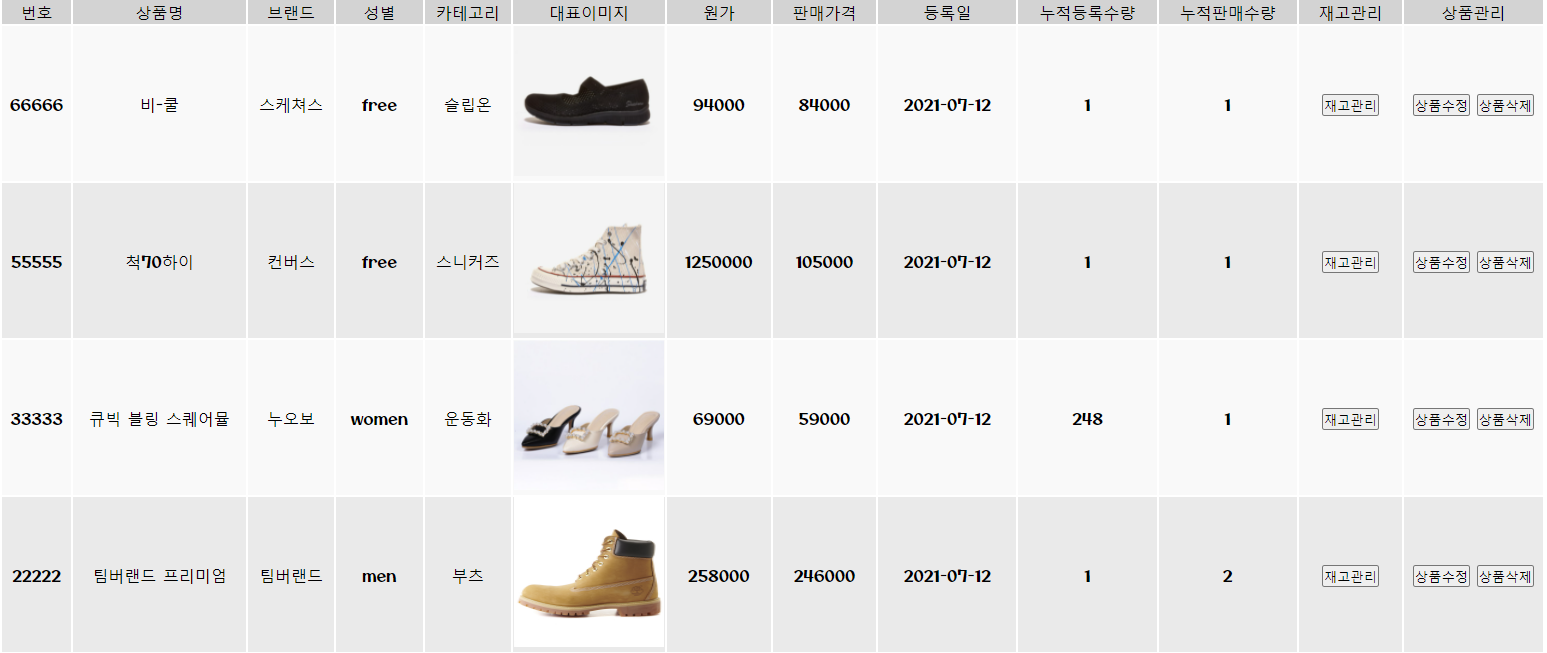 번호 상품명 브랜드 성별 카테고리 대표이미지 원가 판매가격 등록일 누적등록수량 누적판매수량 재고관리 상품관리
66666 비-쿨 스케쳐스 free 슬립온 94000 84000 2021-07-12 1 1 재고관리 상품수정 상품삭제
55555 척70하이 컨버스 free 스니커즈 1250000 105000 2021-07-12 1 1 재고관리 상품수정 상품삭제
33333 큐빅 블링 스퀘어뮬 누오보 women 운동화 69000 59000 2021-07-12 248 1 재고관리 상품수정 상품삭제
22222 팀버랜드 프리미엄 팀버랜드 men 부츠 258000 246000 2021-07-12 1 2 재고관리 상품수정 상품삭제